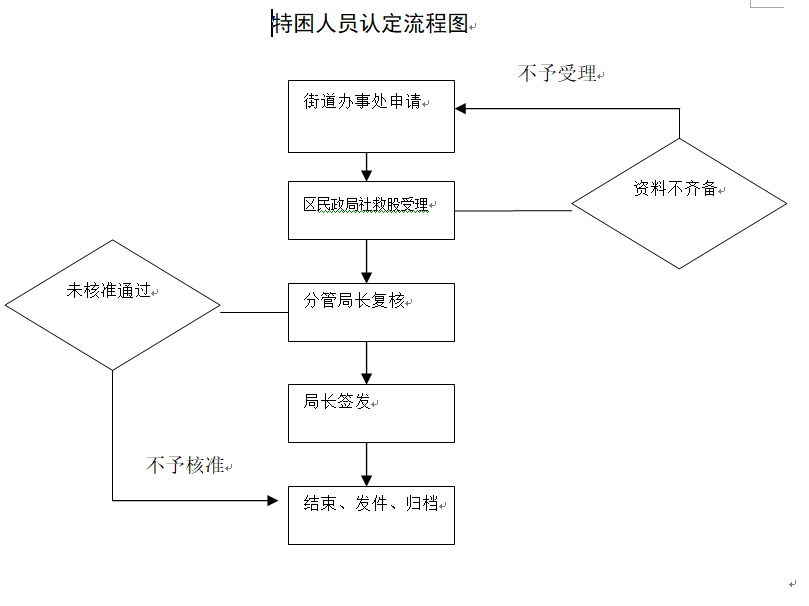 特困人员认定流程图
不予受理
街道办事处申请
资料不齐备
区民政局社救股受理
未核准通过
分管局长复核
局长签发
不予核准
结束、发件、归档